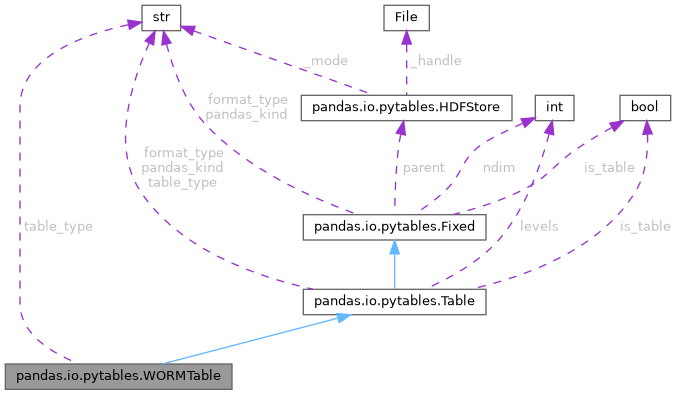 str
File
_mode
_handle
format_type
pandas_kind
pandas.io.pytables.HDFStore
int
bool
format_type
pandas_kind
table_type
parent
ndim
is_table
table_type
pandas.io.pytables.Fixed
levels
is_table
pandas.io.pytables.Table
pandas.io.pytables.WORMTable